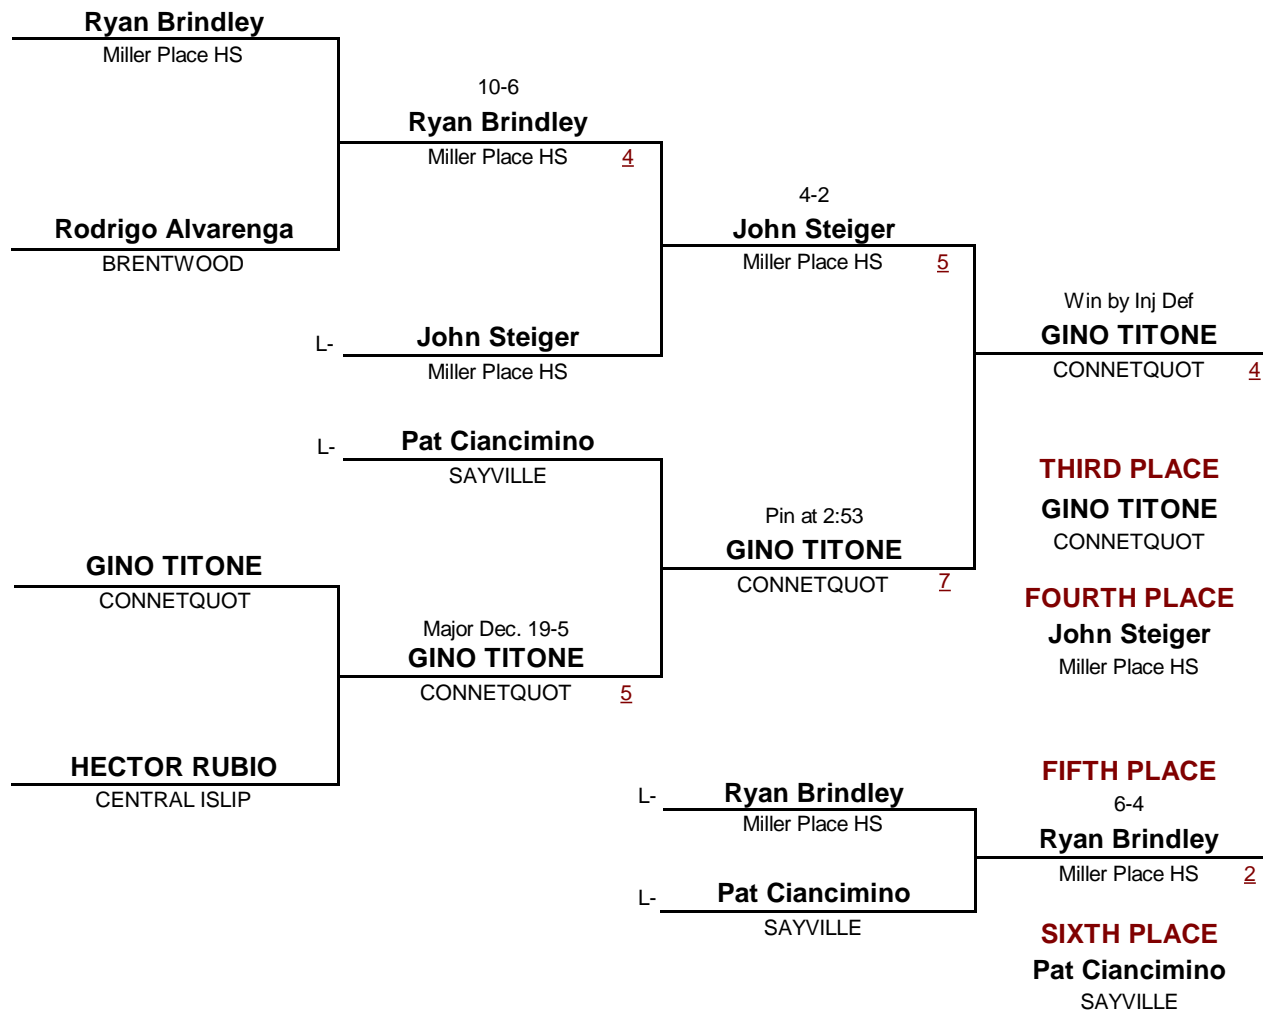 Ryan Brindley
Miller Place HS
10-6
Ryan Brindley
Miller Place HS 4
4-2
Rodrigo Alvarenga
BRENTWOOD
John Steiger
Miller Place HS 5
Win by Inj Def
GINO TITONE
CONNETQUOT 4
L- John Steiger
Miller Place HS
L- Pat Ciancimino
SAYVILLE
THIRD PLACE
GINO TITONE
CONNETQUOT
Pin at 2:53
GINO TITONE
CONNETQUOT 7
GINO TITONE
CONNETQUOT
FOURTH PLACE
John Steiger
Miller Place HS
Major Dec. 19-5
GINO TITONE
CONNETQUOT 5
HECTOR RUBIO
CENTRAL ISLIP
FIFTH PLACE
L- Ryan Brindley
Miller Place HS
6-4
Ryan Brindley
Miller Place HS 2
L- Pat Ciancimino
SAYVILLE
SIXTH PLACE
Pat Ciancimino
SAYVILLE